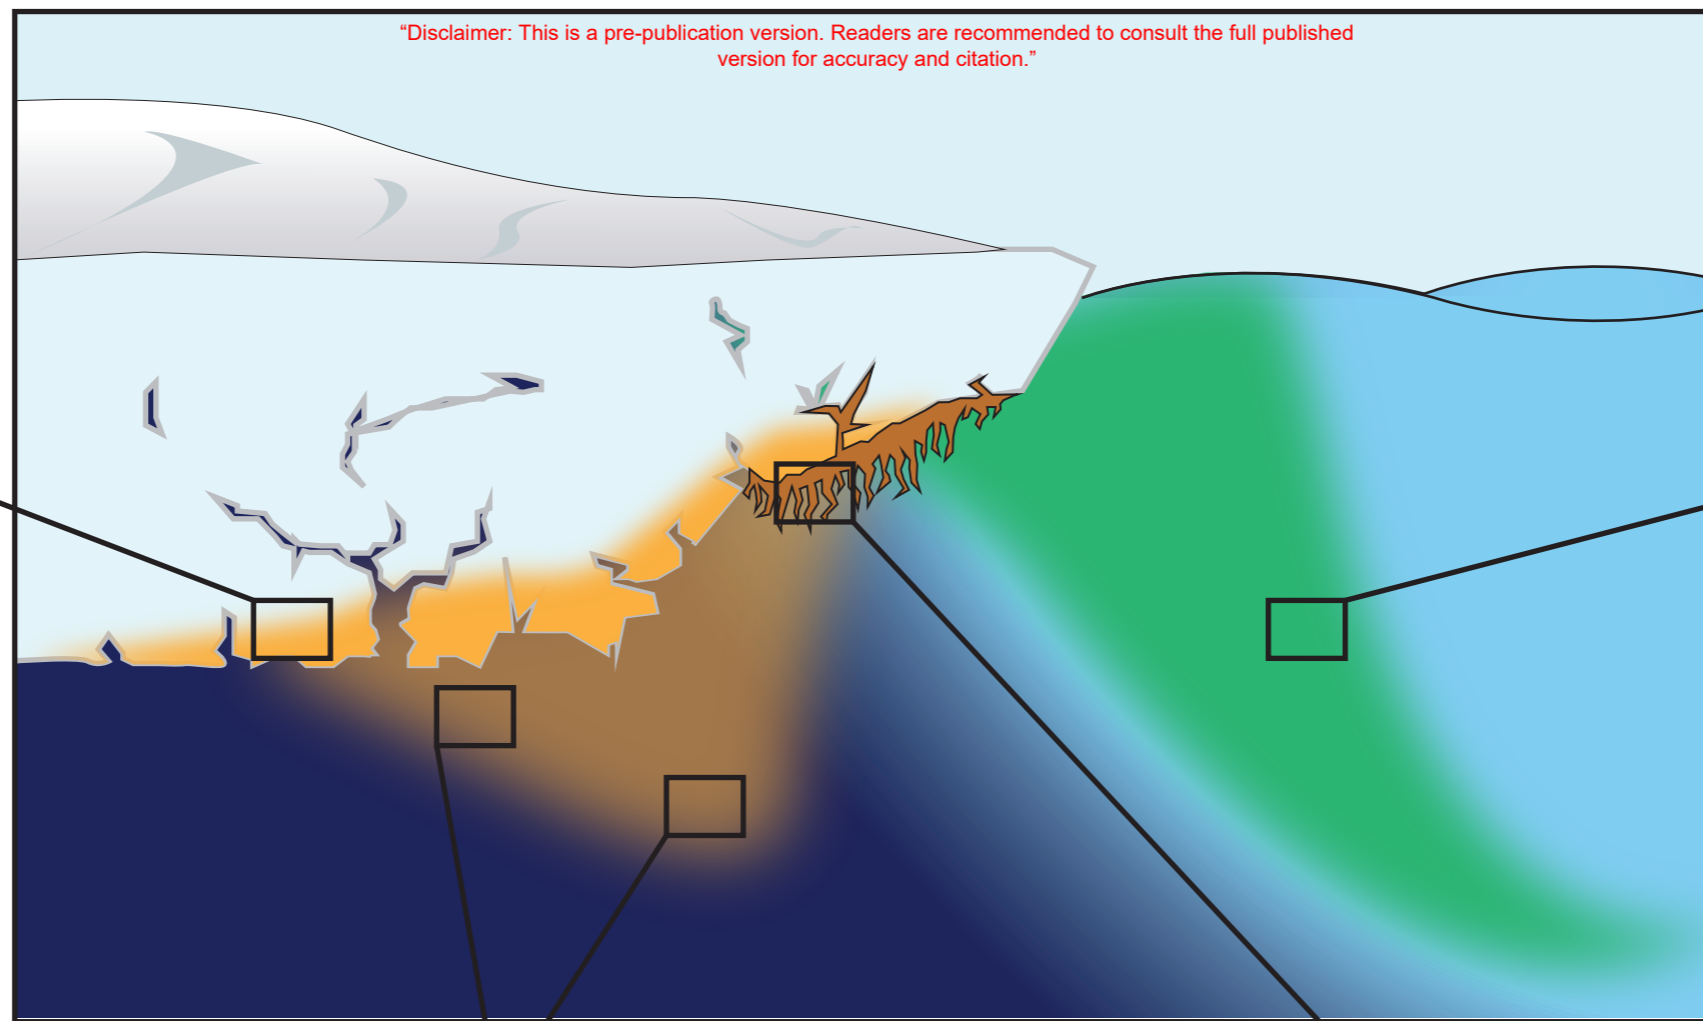 “Disclaimer: This is a pre-publication version. Readers are recommended to consult the full published
version for accuracy and citation.”